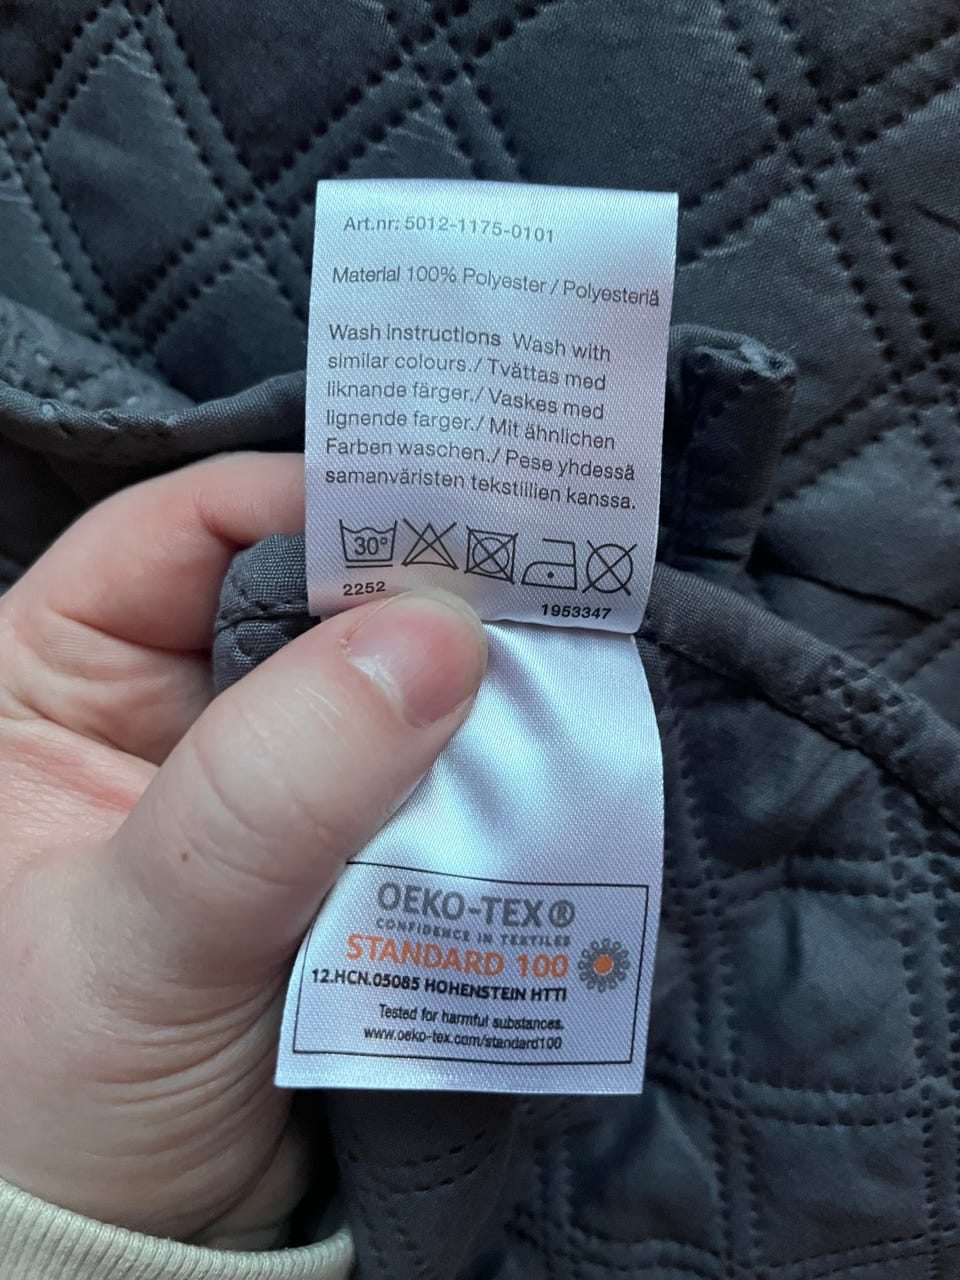 Art.nr: 5012-1175-0101
Material 100% Polyester / Polyesteriä
Wash Instructions Wash with
similar colours./ Tvättas med
liknande färger./ Vaskes med
lignende farger./ Mit ähnlichen
Farben waschen./ Pese yhdessä
samanväristen tekstiilien kanssa.
30°
2252 1953347
OEKO-TEX®
CONFIDENCE IN TEXTILES
STANDARD 100
12.HCN.05085 HOHENSTEIN HTTI
Tested for harmful substances.
www.oeko-tex.com/standard100